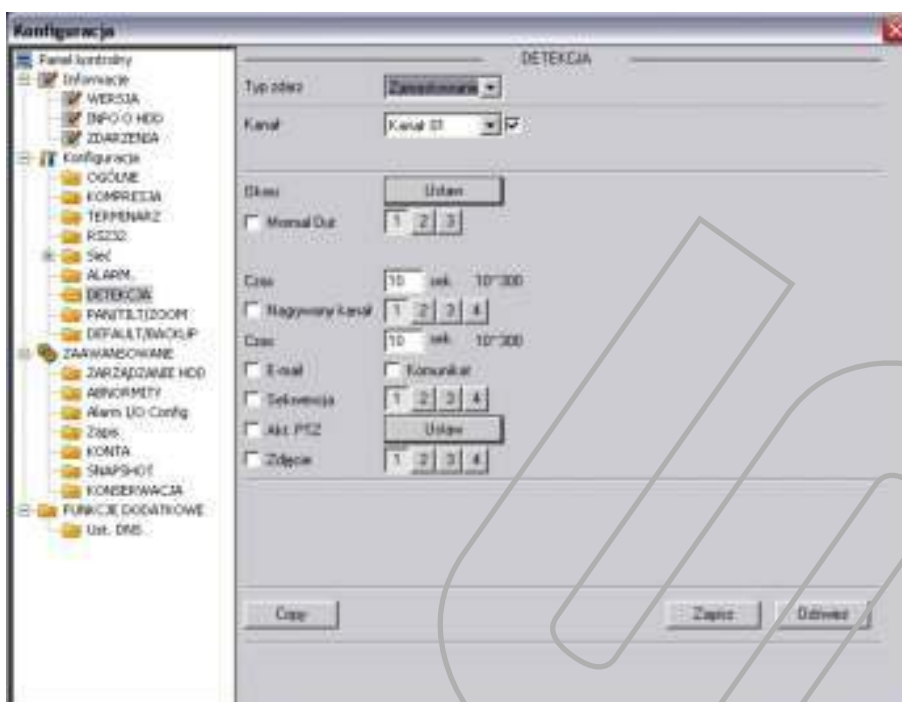 Konfiguracja
Panel kontrolny
Informacje
WERSJA
INFO O HDD
ZDARZENIA
Konfiguracja
OGÓLNE
KOMPRESJA
TERMINARZ
RS232
Sieć
ALARM
DETEKCJA
PAN/TILT/ZOOM
DEFAULT/BACKUP
ZAAWANSOWANE
ZARZĄDZANIE HDD
ABNORMITY
Alarm I/O Config
Zapis
KONTA
SNAPSHOT
KONSERWACJA
FUNKCJE DODATKOWE
Ust. DNS
DETEKCJA
Typ zdarz
Kanał Kanał 01
Okres Ustaw
1 2 3
Czas 10 sek. 10~300
Nagrywany kanał 1 2 3 4
Czas 10 sek. 10~300
E-mail Komunikat
Sekwencja 1 2 3 4
Akt. PTZ Ustaw
Zdjęcie 1 2 3 4
Copy Zapisz Odśwież